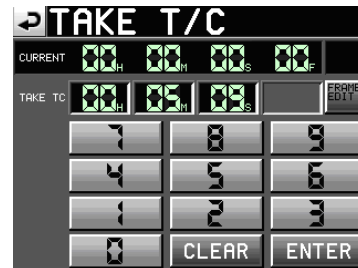 TAKE T/C
CURRENT 00H 00M 00S 00F
TAKE TC 00H 05M 09S FRAME EDIT
7 8 9
4 5 6
1 2 3
0 CLEAR ENTER